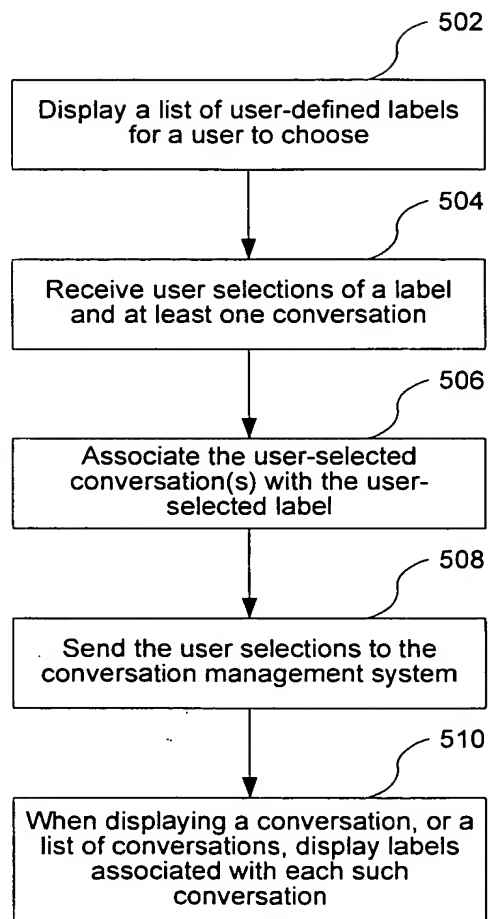 502
Display a list of user-defined labels
for a user to choose
504
Receive user selections of a label
and at least one conversation
506
Associate the user-selected
conversation(s) with the user-
selected label
508
Send the user selections to the
conversation management system
510
When displaying a conversation, or a
list of conversations, display labels
associated with each such
conversation